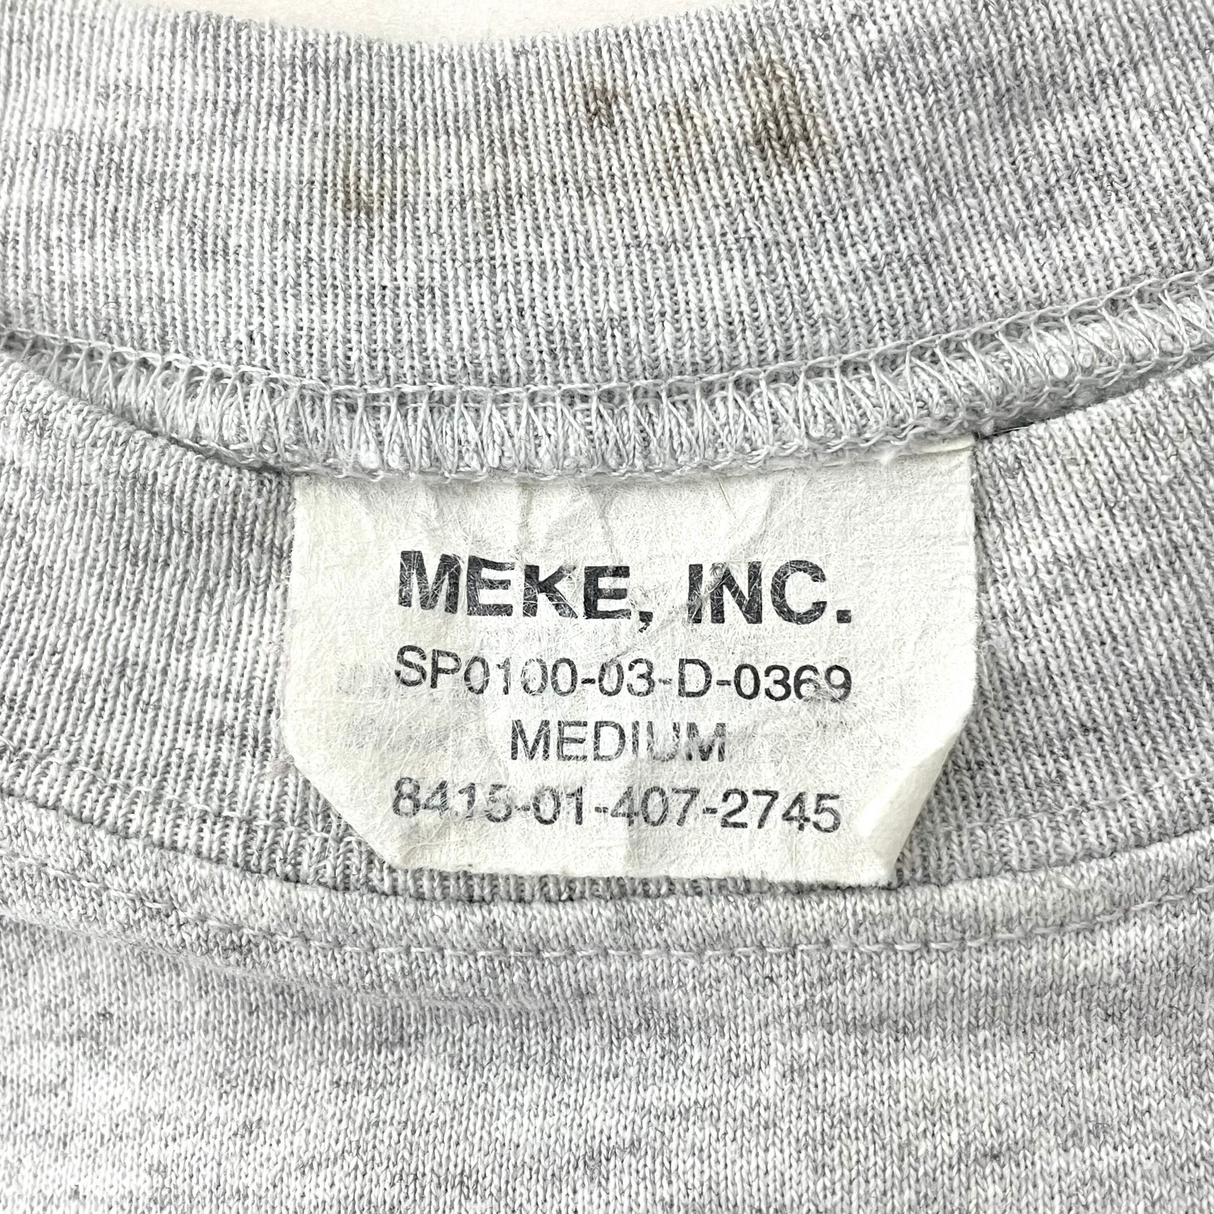 MEKE, INC.
SP0100-03-D-0369
MEDIUM
8415-01-407-2745